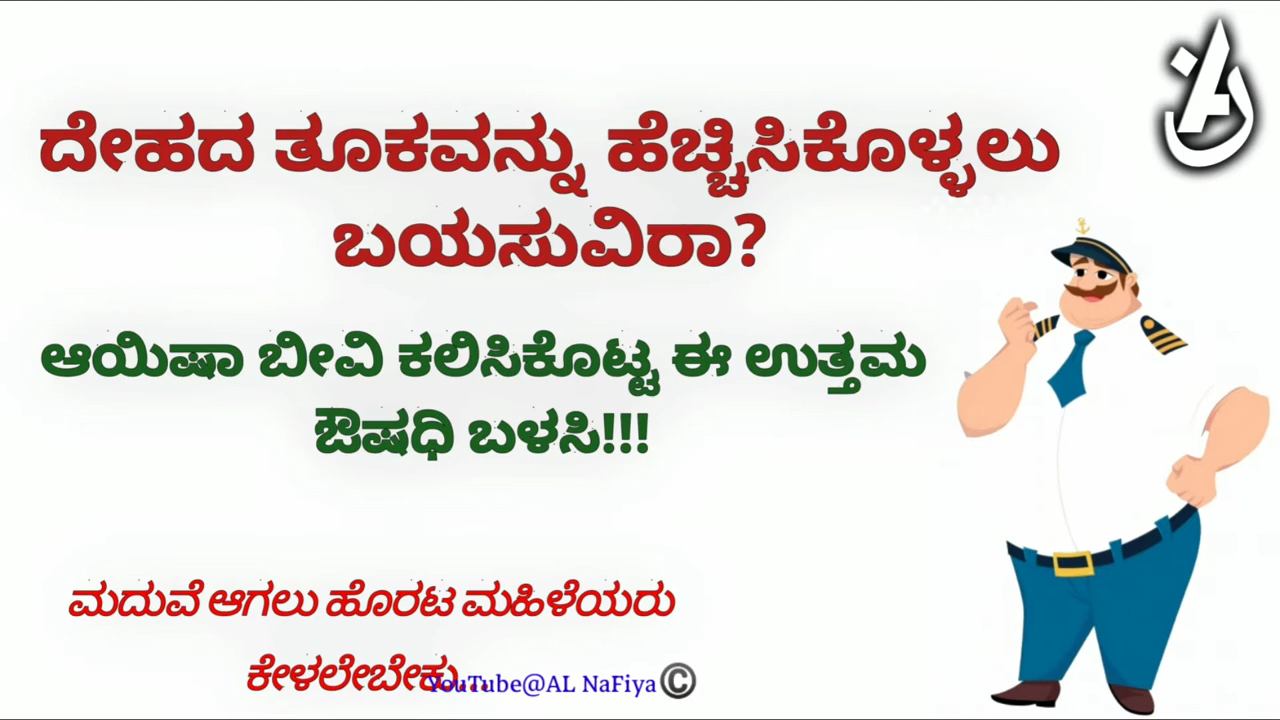 ದೇಹದ ತೂಕವನ್ನು ಹೆಚ್ಚಿಸಿಕೊಳ್ಳಲು
ಬಯಸುವಿರಾ?
ಆಯಿಷಾ ಬೀವಿ ಕಲಿಸಿಕೊಟ್ಟ ಈ ಉತ್ತಮ
ಔಷಧಿ ಬಳಸಿ!!!
ಮದುವೆ ಆಗಲು ಹೊರಟ ಮಹಿಳೆಯರು
ಕೇಳಲೇಬೇಕು...
YouTube@AL NaFiya©